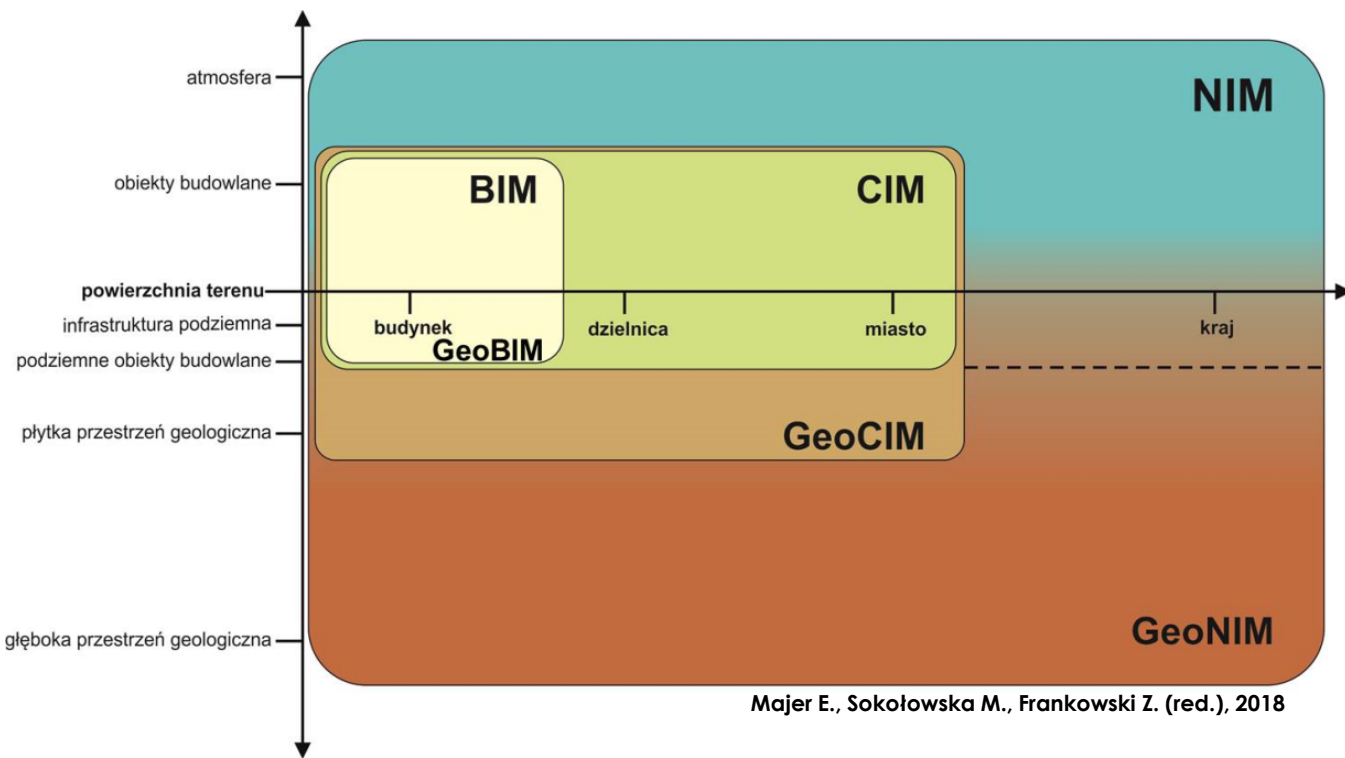 atmosfera
NIM
obiekty budowlane
BIM
CIM
powierzchnia terenu
infrastruktura podziemna
budynek
dzielnica
miasto
kraj
GeoBIM
podziemne obiekty budowlane
płytka przestrzeń geologiczna
GeoCIM
głęboka przestrzeń geologiczna
GeoNIM
Majer E., Sokołowska M., Frankowski Z. (red.), 2018